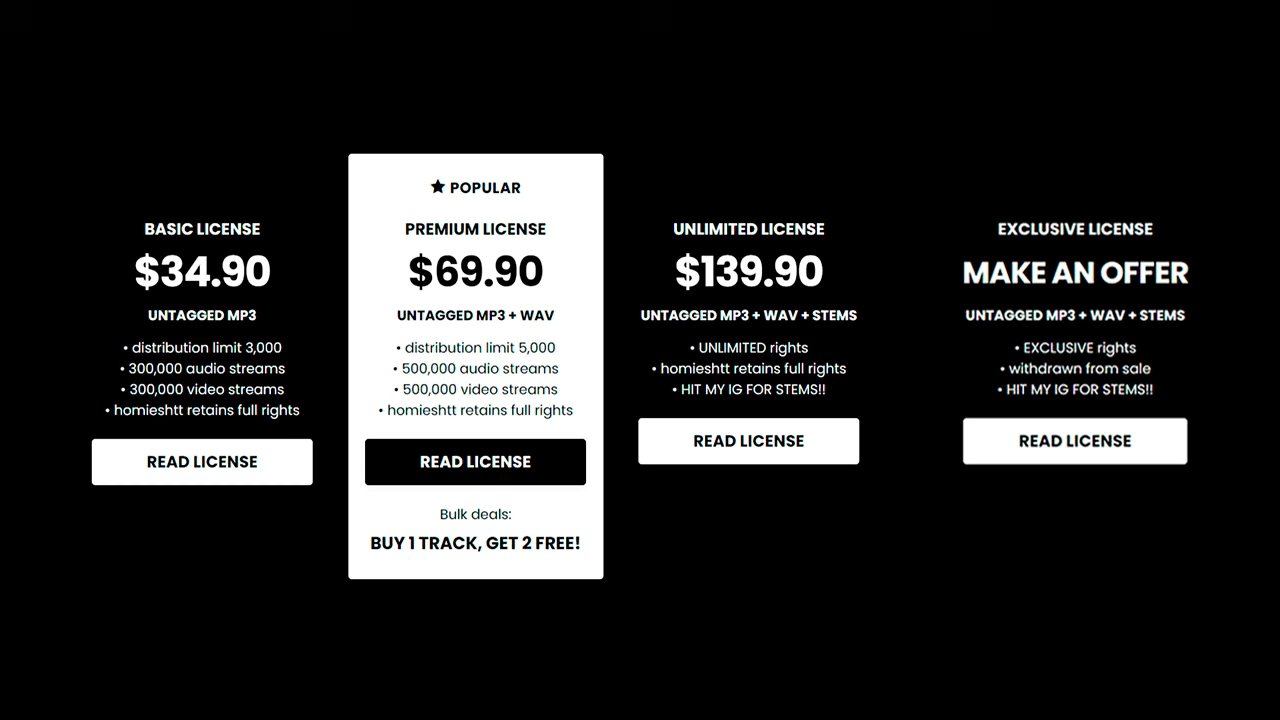 BASIC LICENSE
$34.90
UNTAGGED MP3
• distribution limit 3,000
• 300,000 audio streams
• 300,000 video streams
• homieshtt retains full rights
READ LICENSE
★ POPULAR
PREMIUM LICENSE
$69.90
UNTAGGED MP3 + WAV
• distribution limit 5,000
• 500,000 audio streams
• 500,000 video streams
• homieshtt retains full rights
READ LICENSE
Bulk deals:
BUY 1 TRACK, GET 2 FREE!
UNLIMITED LICENSE
$139.90
UNTAGGED MP3 + WAV + STEMS
• UNLIMITED rights
• homieshtt retains full rights
• HIT MY IG FOR STEMS!!
READ LICENSE
EXCLUSIVE LICENSE
MAKE AN OFFER
UNTAGGED MP3 + WAV + STEMS
• EXCLUSIVE rights
• withdrawn from sale
• HIT MY IG FOR STEMS!!
READ LICENSE